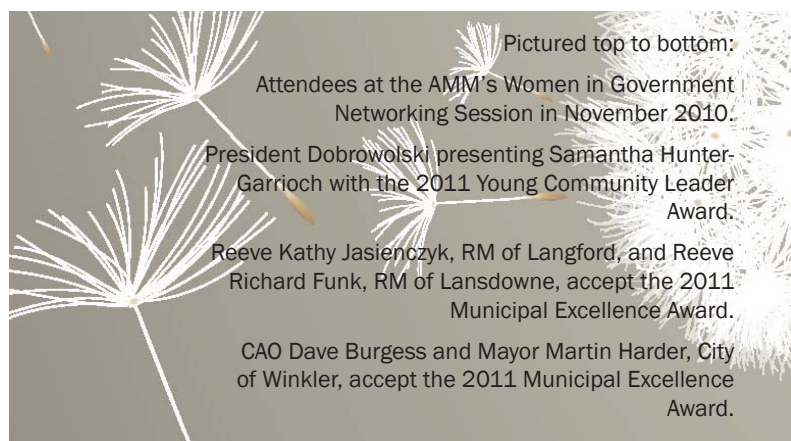 Pictured top to bottom:
Attendees at the AMM's Women in Government
Networking Session in November 2010.
President Dobrowolski presenting Samantha Hunter-
Garrioch with the 2011 Young Community Leader
Award.
Reeve Kathy Jasienczyk, RM of Langford, and Reeve
Richard Funk, RM of Lansdowne, accept the 2011
Municipal Excellence Award.
CAO Dave Burgess and Mayor Martin Harder, City
of Winkler, accept the 2011 Municipal Excellence
Award.